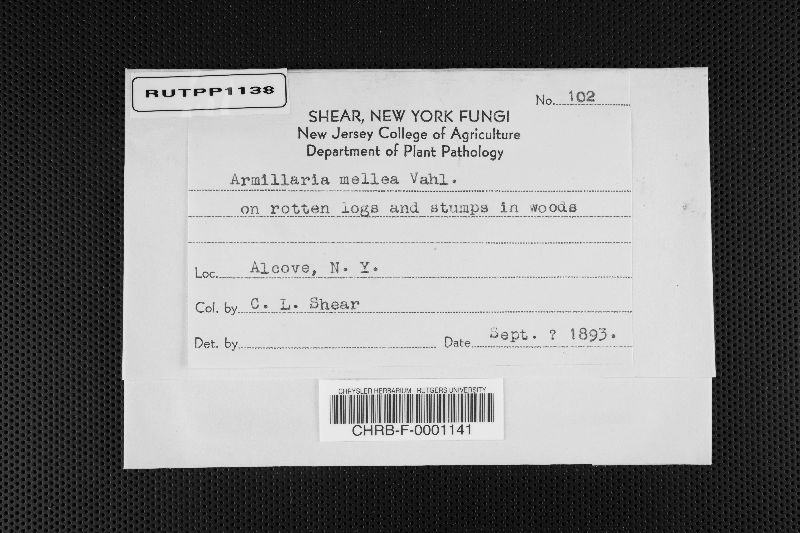 RUTPP1138
No. 102
SHEAR, NEW YORK FUNGI
New Jersey College of Agriculture
Department of Plant Pathology
Armillaria mellea Vahl.
on rotten logs and stumps in woods
Loc. Alcove, N. Y.
Col. by C. L. Shear
Det. by Date Sept. ? 1893.
CHRYSLER HERBARIUM - RUTGERS UNIVERSITY
CHRB-F-0001141